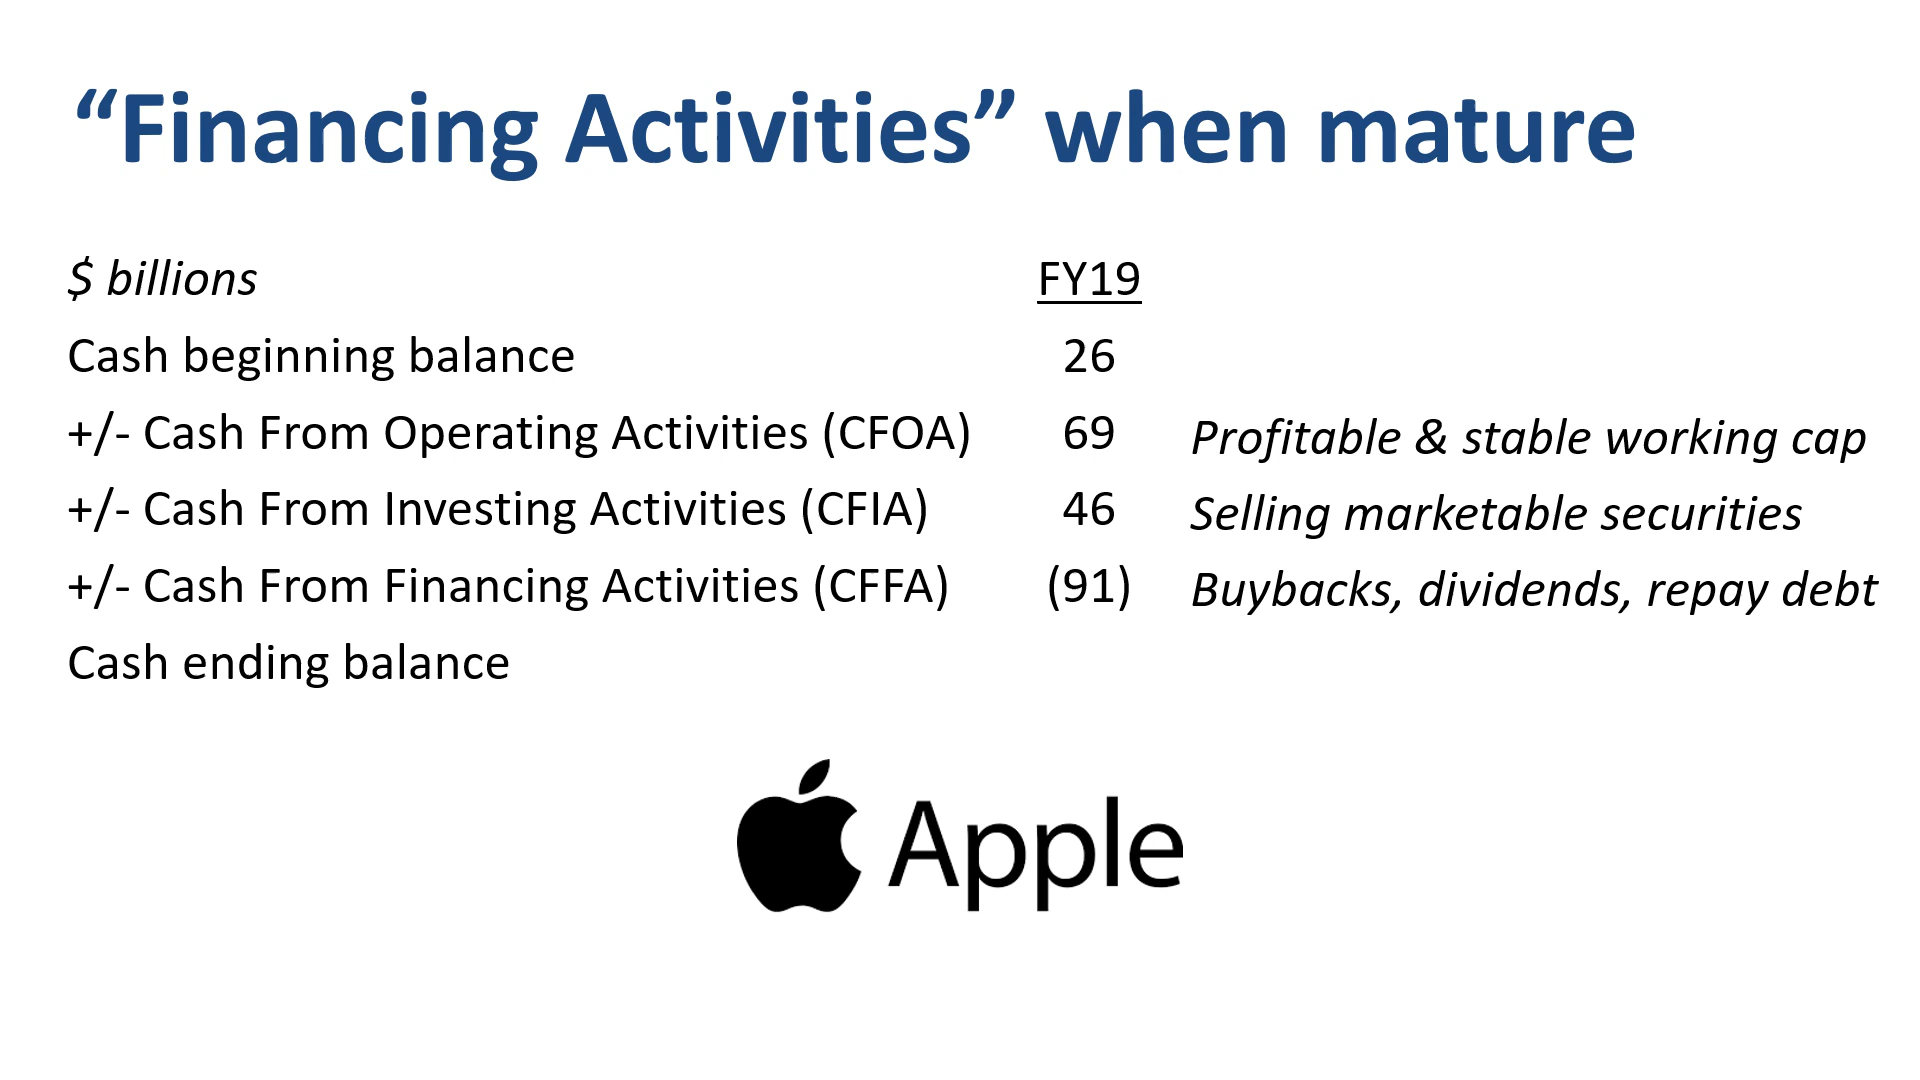 “Financing Activities” when mature
$ billions FY19
Cash beginning balance 26
+/- Cash From Operating Activities (CFOA) 69 Profitable & stable working cap
+/- Cash From Investing Activities (CFIA) 46 Selling marketable securities
+/- Cash From Financing Activities (CFFA) (91) Buybacks, dividends, repay debt
Cash ending balance
Apple